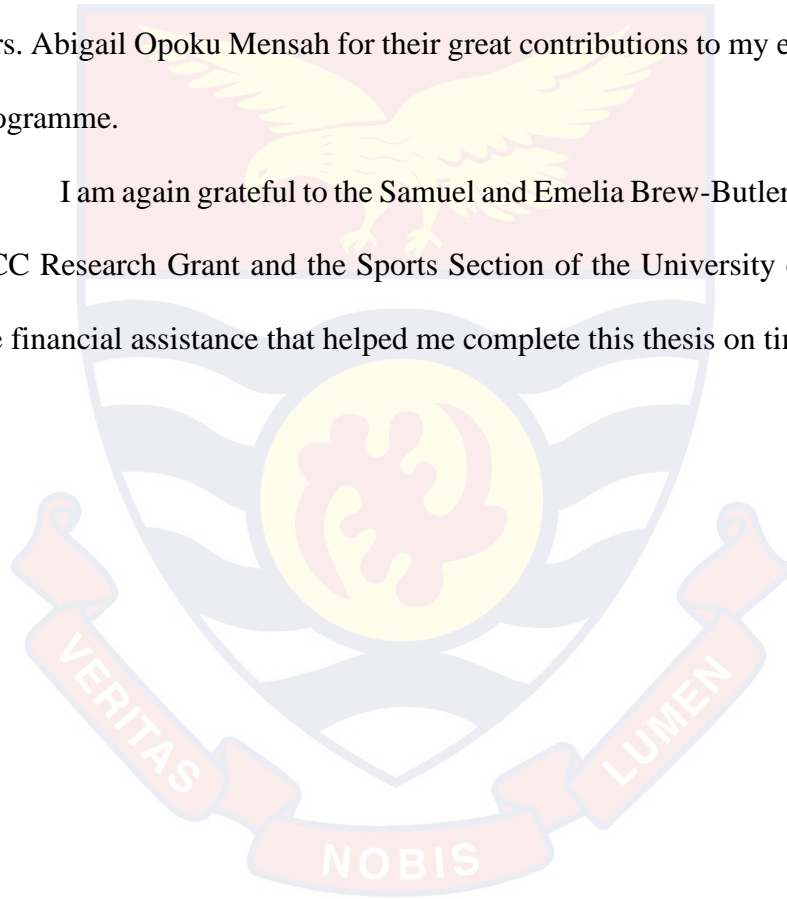 rs. Abigail Opoku Mensah for their great contributions to my e
ogramme.
I am again grateful to the Samuel and Emelia Brew-Butler
CC Research Grant and the Sports Section of the University
e financial assistance that helped me complete this thesis on ti
VERITAS
NOBIS
LUMEN